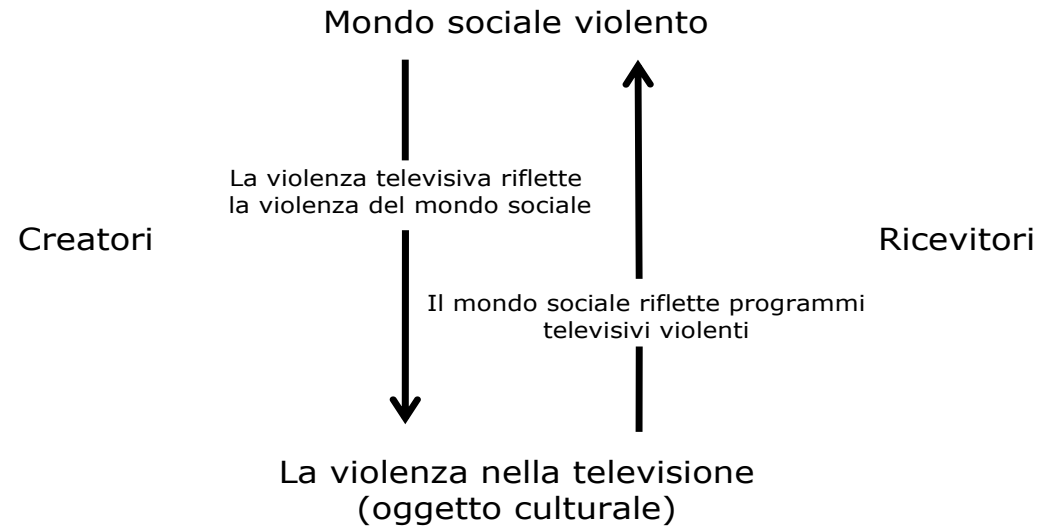 Mondo sociale violento
La violenza televisiva riflette
la violenza del mondo sociale
Creatori
Ricevitori
Il mondo sociale riflette programmi
televisivi violenti
La violenza nella televisione
(oggetto culturale)